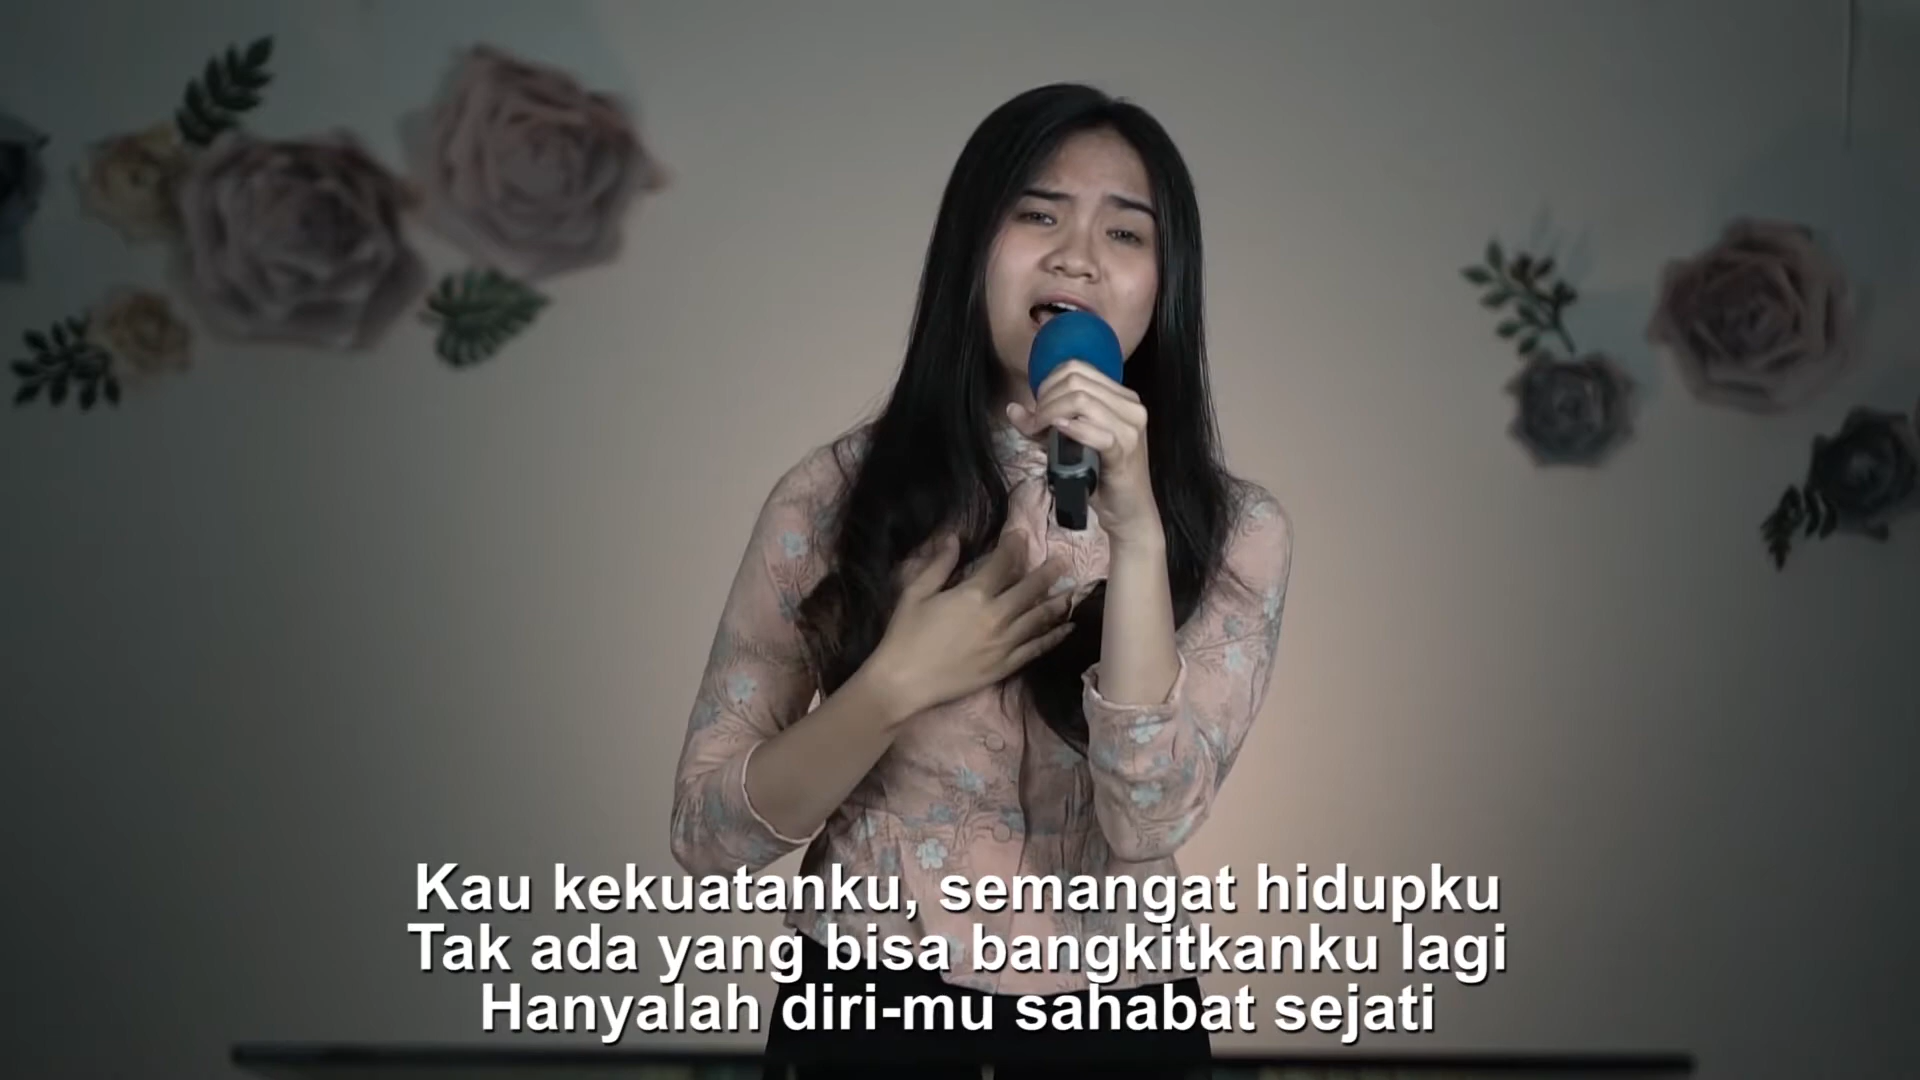 Kau kekuatanku, semangat hidupku
Tak ada yang bisa bangkitkanku lagi
Hanyalah diri-mu sahabat sejati